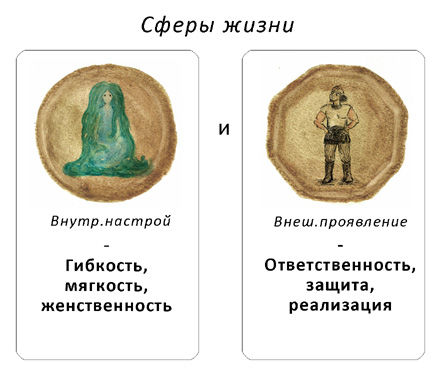 Сферы жизни
Внутр.настрой
-
Гибкость,
мягкость,
женственность
и
Внеш.проявление
-
Ответственность,
защита,
реализация